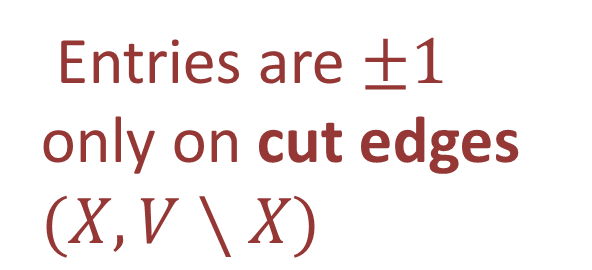 Entries are ±1
only on cut edges
(X, V \ X)